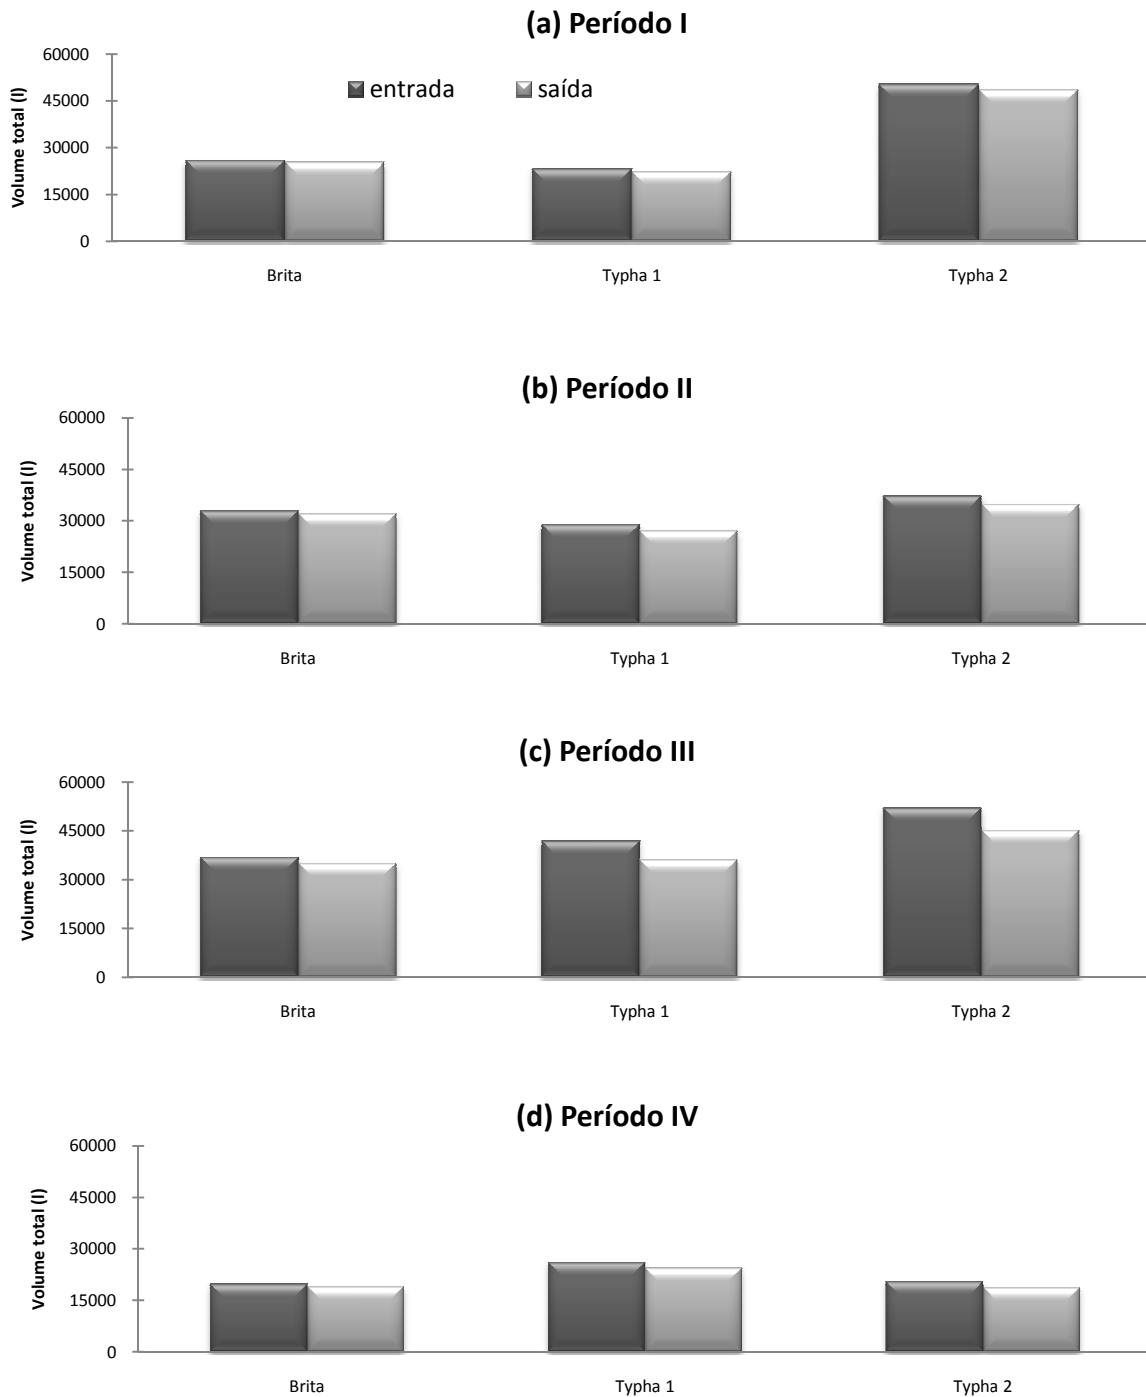 (a) Período I
60000
45000
30000
15000
0
Volume total (l)
entrada saída
Brita Typha 1 Typha 2
(b) Período II
60000
45000
30000
15000
0
Volume total (l)
Brita Typha 1 Typha 2
(c) Período III
60000
45000
30000
15000
0
Volume total (l)
Brita Typha 1 Typha 2
(d) Período IV
60000
45000
30000
15000
0
Volume total (l)
Brita Typha 1 Typha 2